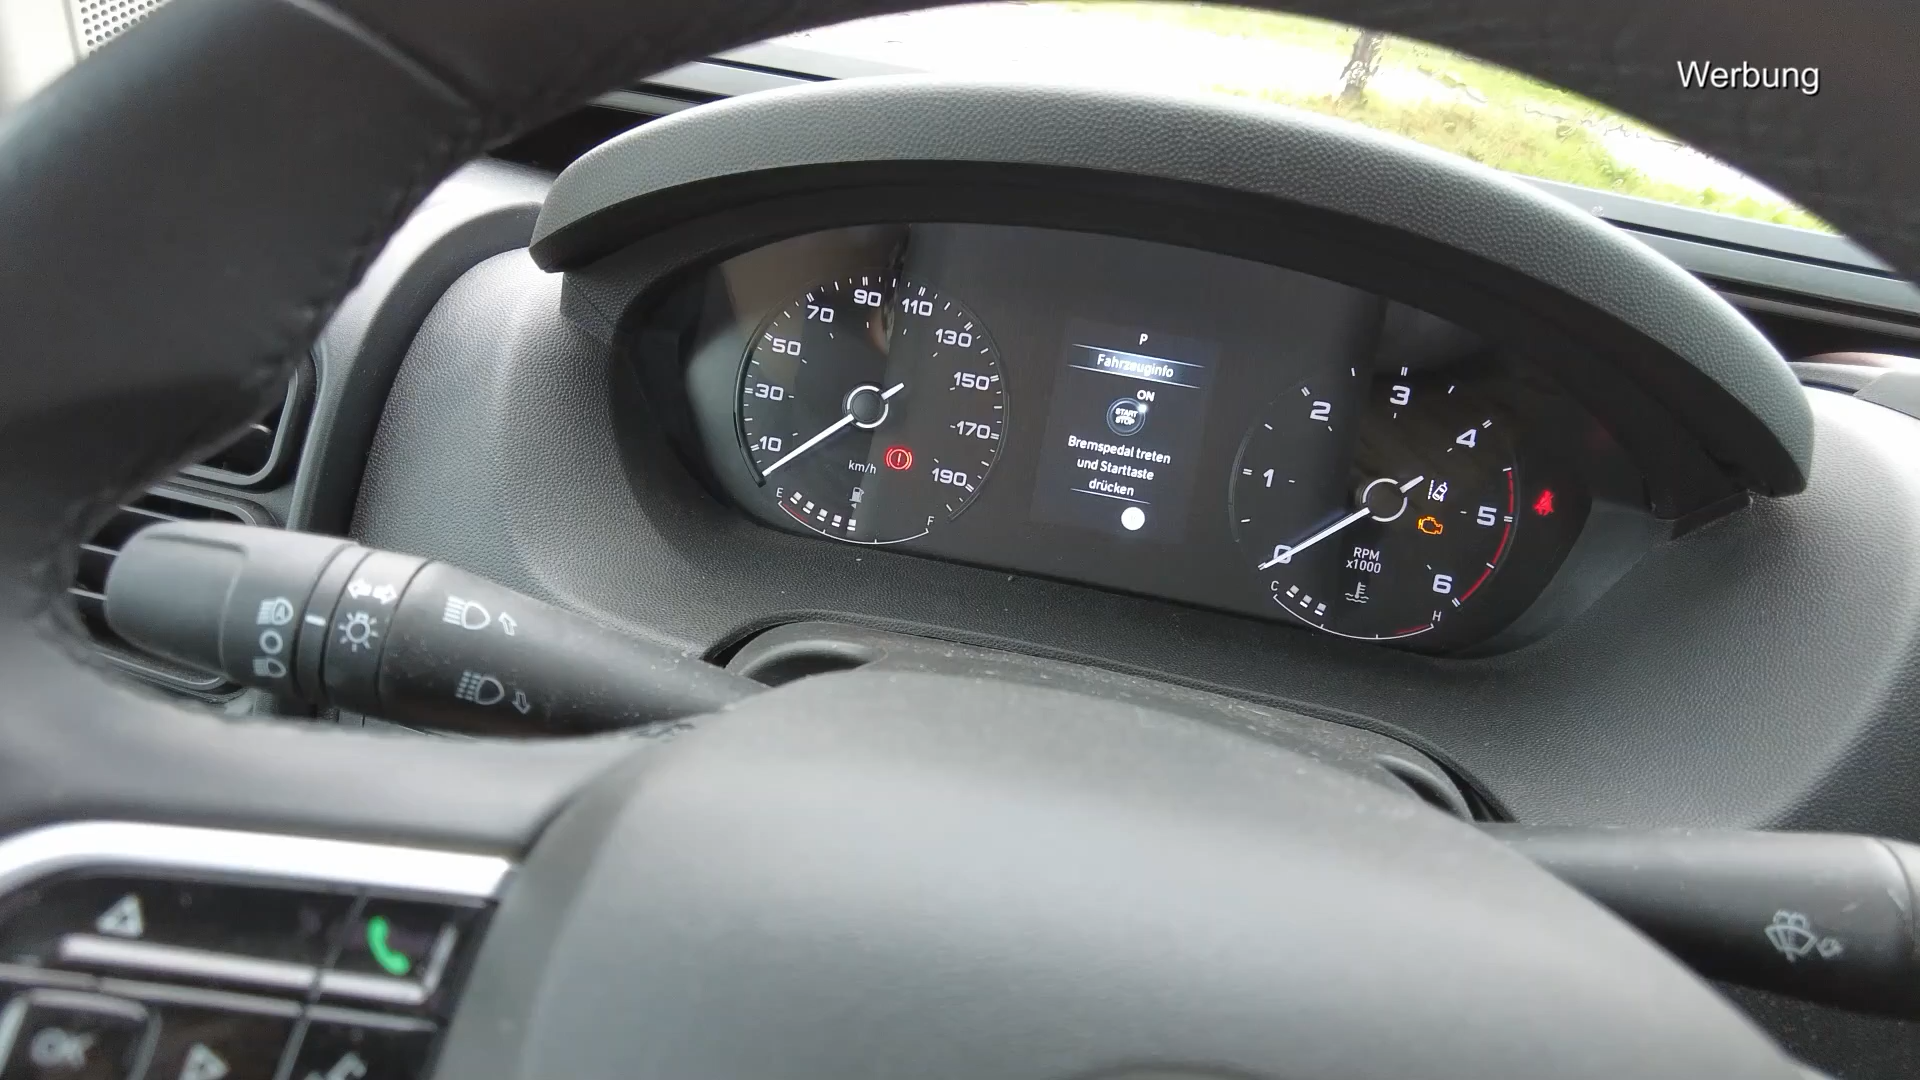 Werbung
10
30
50
70
90
110
130
150
170
190
km/h
E
F
P
Fahrzeuginfo
ON
START
STOP
Bremspedal treten
und Starttaste
drücken
0
1
2
3
4
5
6
RPM
x1000
C
H
OK